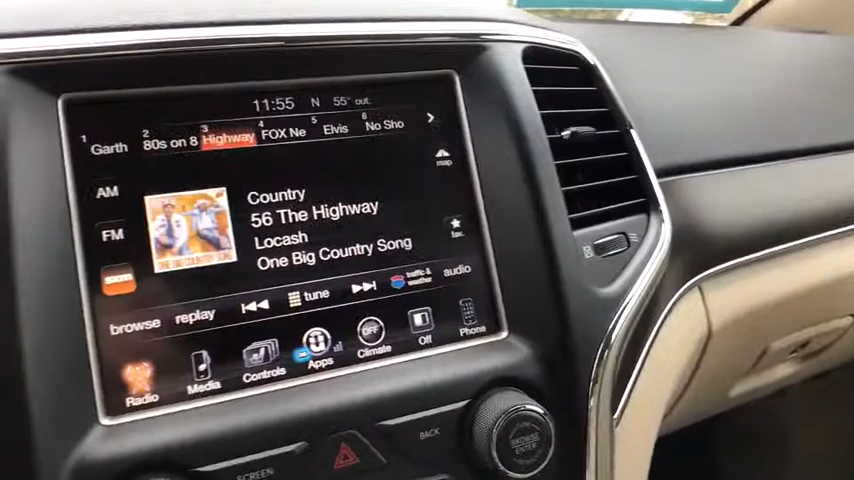 11:55 N 55° out
1 2 3 4 5 6
Garth 80s on 8 Highway FOX Ne Elvis No Sho
AM
map
Country
56 The Highway
FM
fav.
Locash
One Big Country Song
sxm
audio
browse replay tune traffic & weather
Radio Media Controls Apps OFF Climate Off Phone
SCREEN
BACK
BROWSE
ENTER